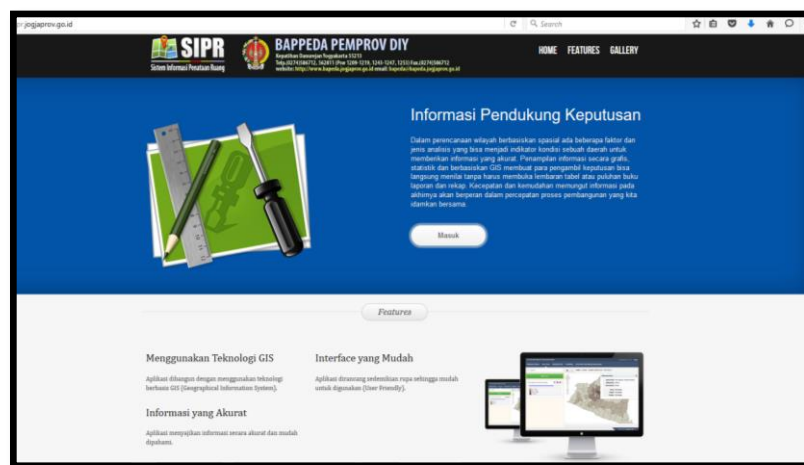 jogjaprov.go.id
Search
SIPR
Sistem Informasi Penataan Ruang
BAPPEDA PEMPROV DIY
Kepatihan Danurejan Yogyakarta 55213
HOME FEATURES GALLERY
Informasi Pendukung Keputusan
Dalam perencanaan wilayah berbasiskan spasial ada beberapa faktor dan
jenis analisis yang bisa menjadi indikator kondisi sebuah daerah untuk
memberikan informasi yang akurat. Penampilan informasi secara grafis,
statistik dan berbasiskan GIS membuat para pengambil keputusan bisa
langsung menilai tanpa harus membuka lembaran tabel atau puluhan buku
laporan dan rekap. Kecepatan dan kemudahan memungut informasi pada
akhirnya akan berperan dalam percepatan proses pembangunan yang kita
idamkan bersama.
Masuk
Features
Menggunakan Teknologi GIS
Aplikasi dibangun dengan menggunakan teknologi
berbasis GIS (Geographical Information System).
Interface yang Mudah
Aplikasi dirancang sedemikian rupa sehingga mudah
untuk digunakan (User Friendly).
Informasi yang Akurat
Aplikasi menyajikan informasi secara akurat dan mudah
dipahami.